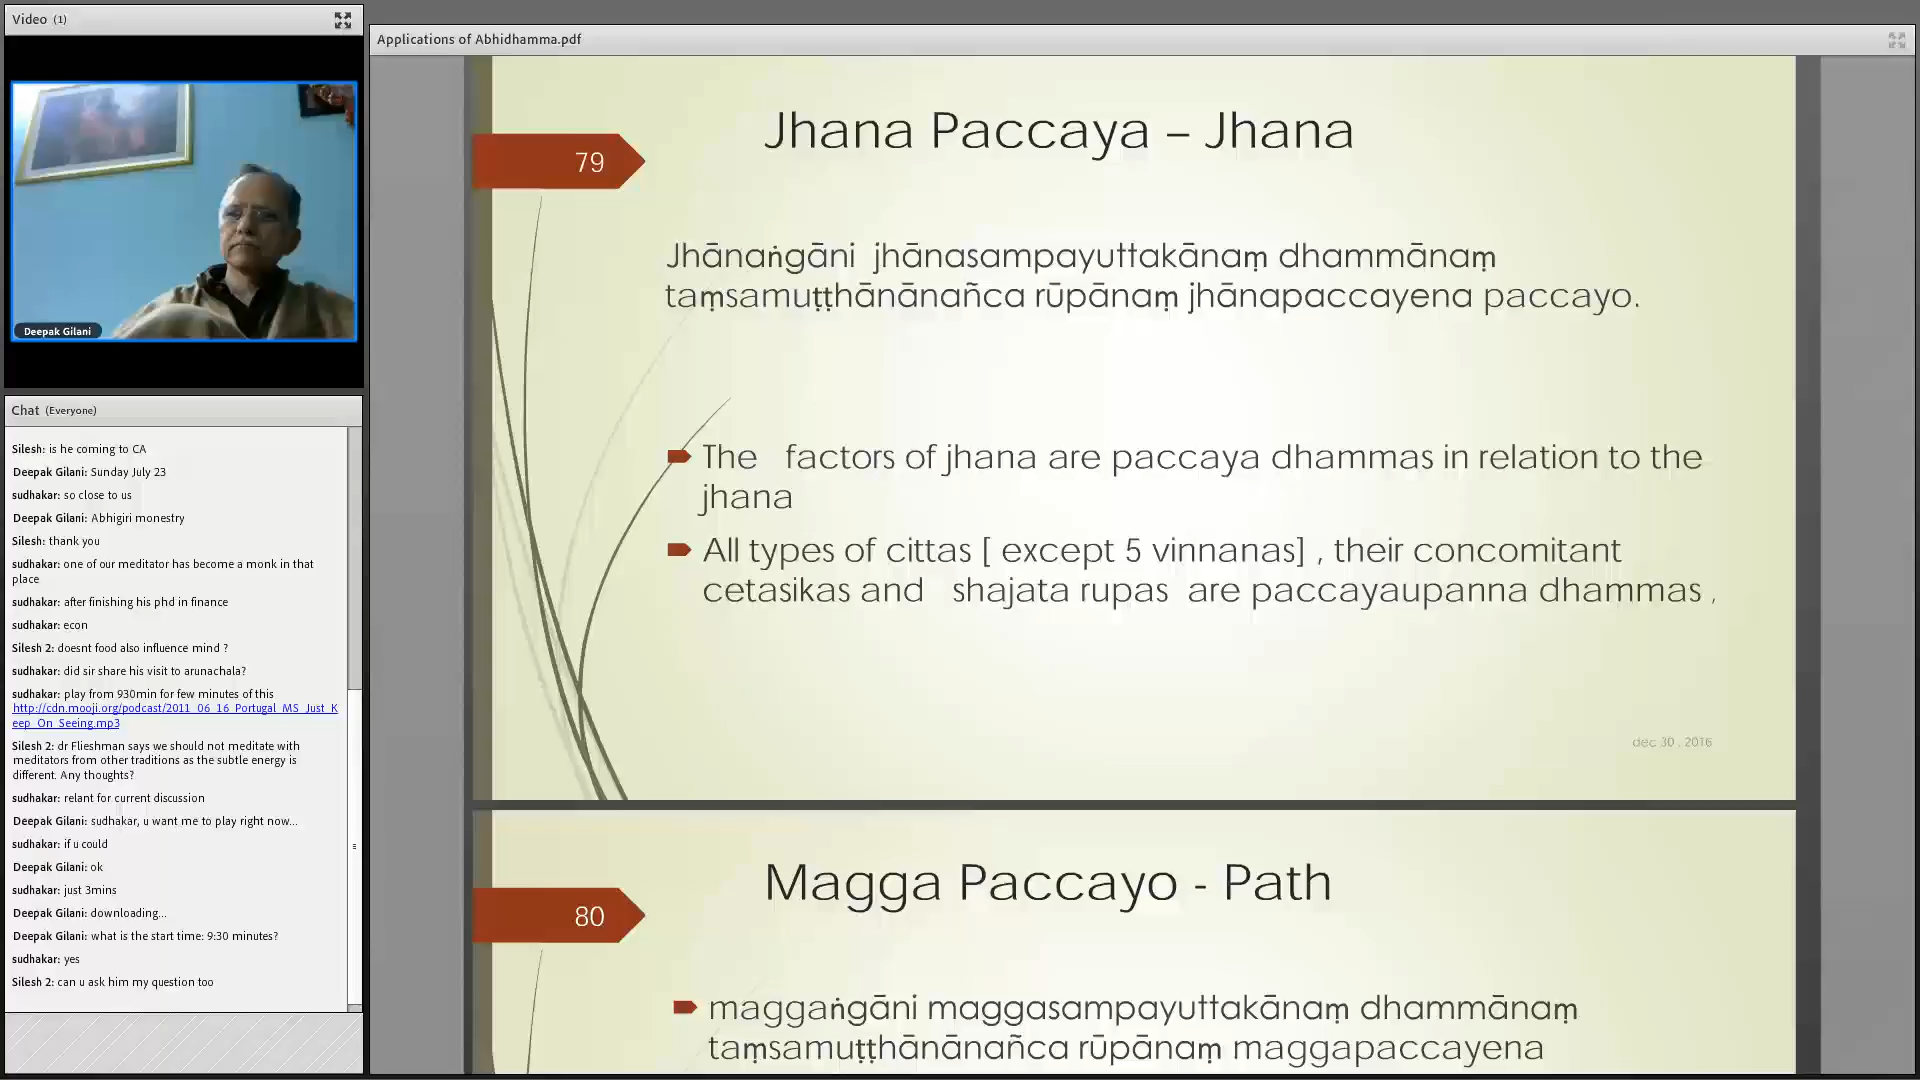 Video (1)
Deepak Gilani
Chat (Everyone)
Silesh: is he coming to CA
Deepak Gilani: Sunday July 23
sudhakar: so close to us
Deepak Gilani: Abhigiri monestry
Silesh: thank you
sudhakar: one of our meditator has become a monk in that
place
sudhakar: after finishing his phd in finance
sudhakar: econ
Silesh 2: doesnt food also influence mind ?
sudhakar: did sir share his visit to arunachala?
sudhakar: play from 930min for few minutes of this
http://cdn.mooji.org/podcast/2011_06_16_Portugal_MS_Just_K
eep_On_Seeing.mp3
Silesh 2: dr Flieshman says we should not meditate with
meditators from other traditions as the subtle energy is
different. Any thoughts?
sudhakar: relant for current discussion
Deepak Gilani: sudhakar, u want me to play right now...
sudhakar: if u could
Deepak Gilani: ok
sudhakar: just 3mins
Deepak Gilani: downloading...
Deepak Gilani: what is the start time: 9:30 minutes?
sudhakar: yes
Silesh 2: can u ask him my question too
Applications of Abhidhamma.pdf
Jhana Paccaya – Jhana
79
Jhānaṅgāni jhānasampayuttakānaṃ dhammānaṃ
taṃsamuṭṭhānānañca rūpānaṃ jhānapaccayena paccayo.
The factors of jhana are paccaya dhammas in relation to the
jhana
All types of cittas [ except 5 vinnanas] , their concomitant
cetasikas and shajata rupas are paccayaupanna dhammas ,
dec 30 , 2016
Magga Paccayo - Path
80
maggaṅgāni maggasampayuttakānaṃ dhammānaṃ
taṃsamuṭṭhānānañca rūpānaṃ maggapaccayena